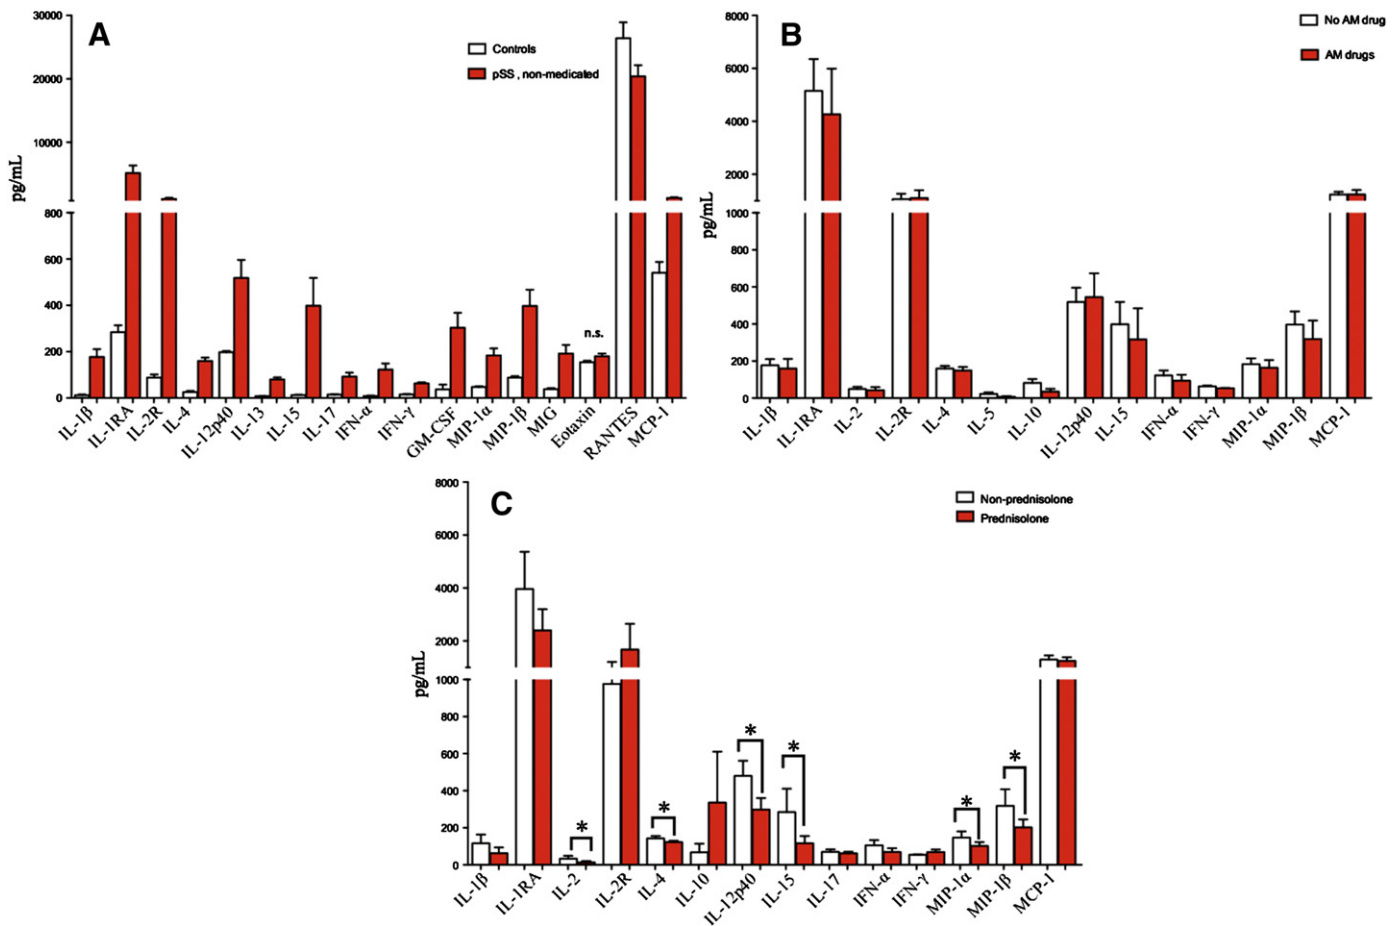 A
30000
20000
10000
800
600
400
200
0
pg/mL
Controls
pSS , non-medicated
n.s.
IL-1β
IL-1RA
IL-2R
IL-4
IL-12p40
IL-13
IL-15
IL-17
IFN-α
IFN-γ
GM-CSF
MIP-1α
MIP-1β
MIG
Eotaxin
RANTES
MCP-1
B
8000
6000
4000
2000
1000
800
600
400
200
0
pg/mL
No AM drug
AM drugs
IL-1β
IL-1RA
IL-2
IL-2R
IL-4
IL-5
IL-10
IL-12p40
IL-15
IFN-α
IFN-γ
MIP-1α
MIP-1β
MCP-1
C
8000
6000
4000
2000
1000
800
600
400
200
0
pg/mL
Non-prednisolone
Prednisolone
*
*
*
*
*
*
IL-1β
IL-1RA
IL-2
IL-2R
IL-4
IL-10
IL-12p40
IL-15
IL-17
IFN-α
IFN-γ
MIP-1α
MIP-1β
MCP-1